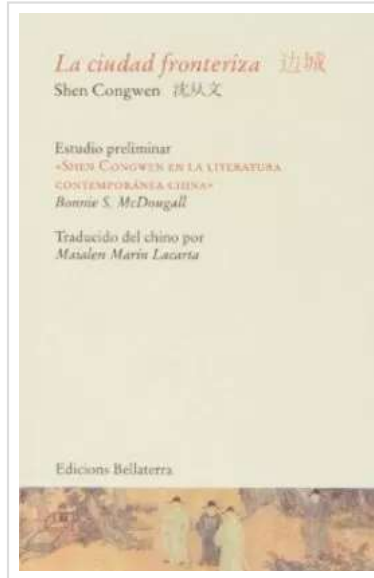 La ciudad fronteriza 边城
Shen Congwen 沈从文
Estudio preliminar
«SHEN CONGWEN EN LA LITERATURA
CONTEMPORÁNEA CHINA»
Bonnie S. McDougall
Traducido del chino por
Maialen Marín Lacarta
Edicions Bellaterra